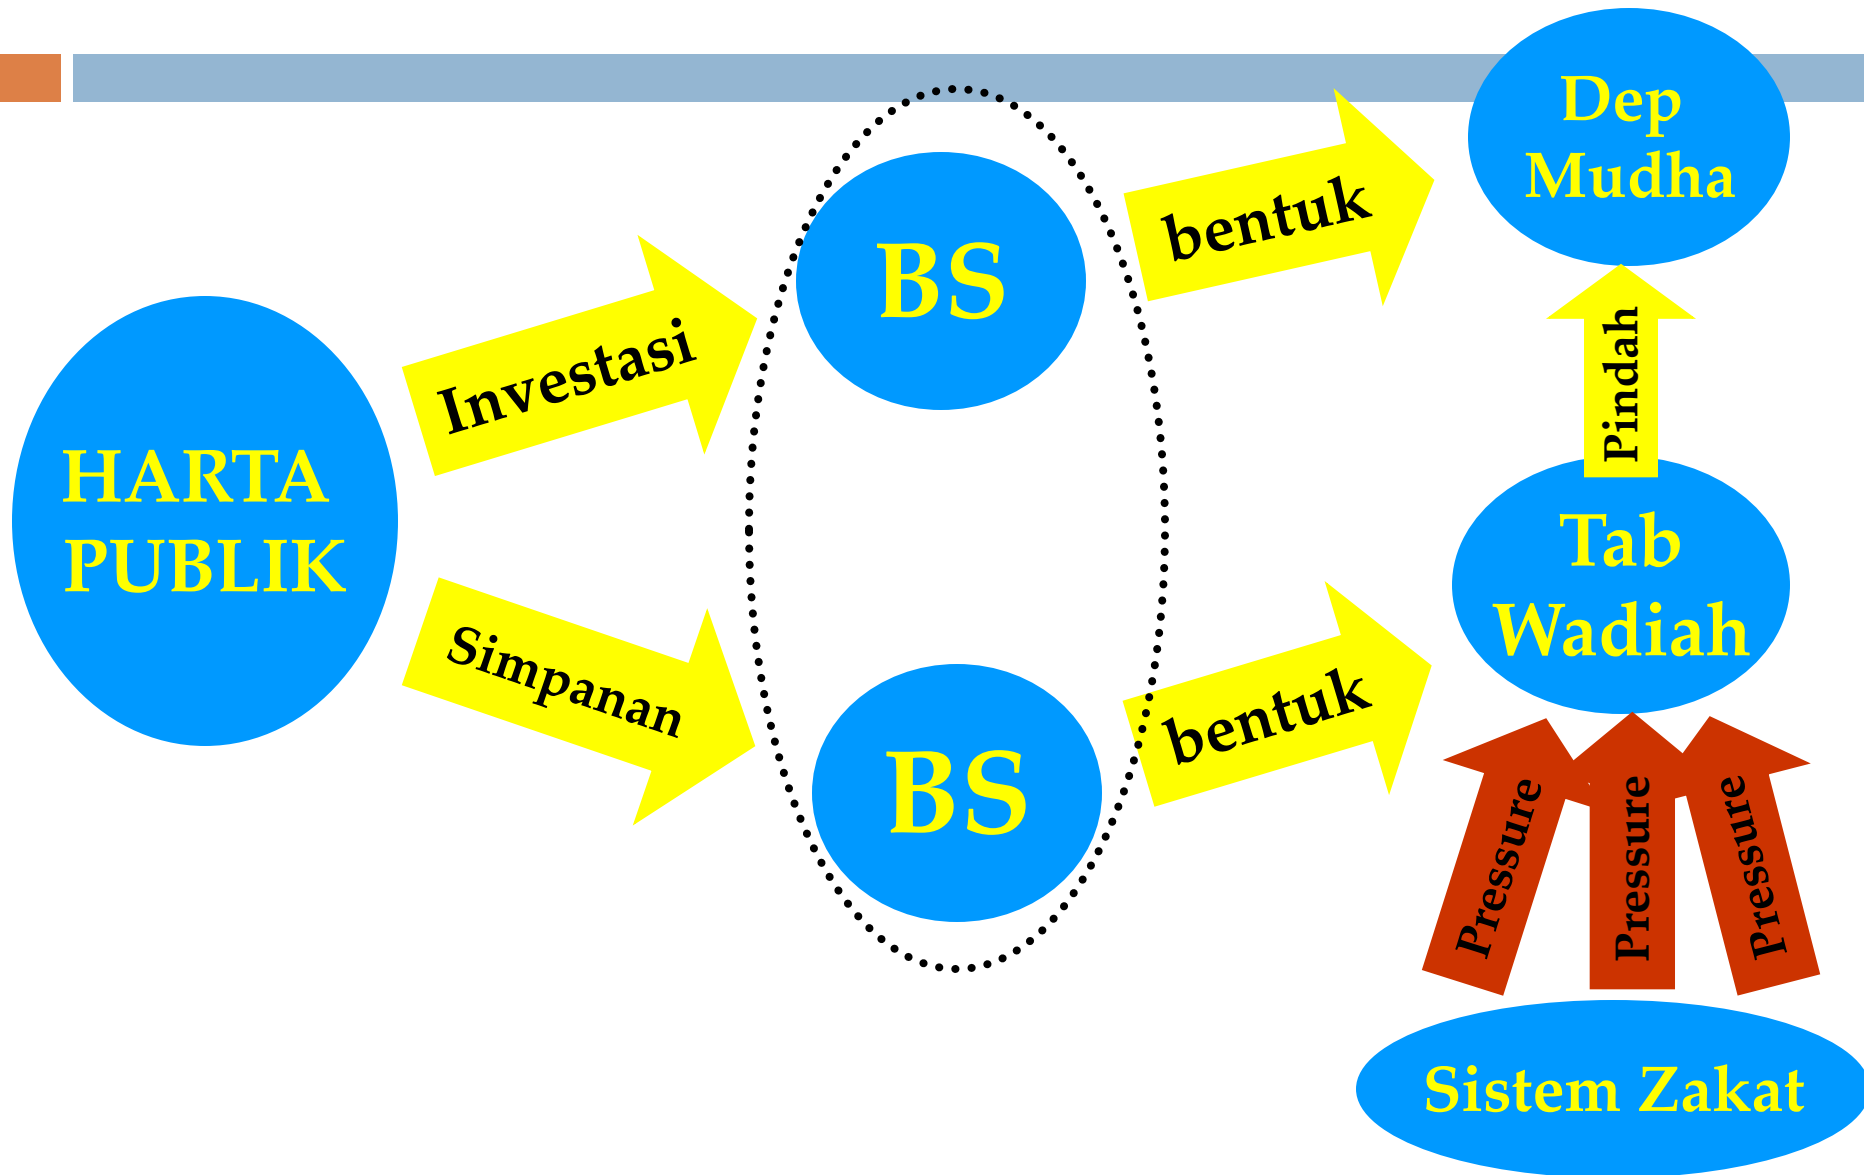 HARTA
PUBLIK
Investasi
Simpanan
BS
BS
bentuk
bentuk
Dep
Mudha
Pindah
Tab
Wadiah
Pressure
Pressure
Pressure
Sistem Zakat